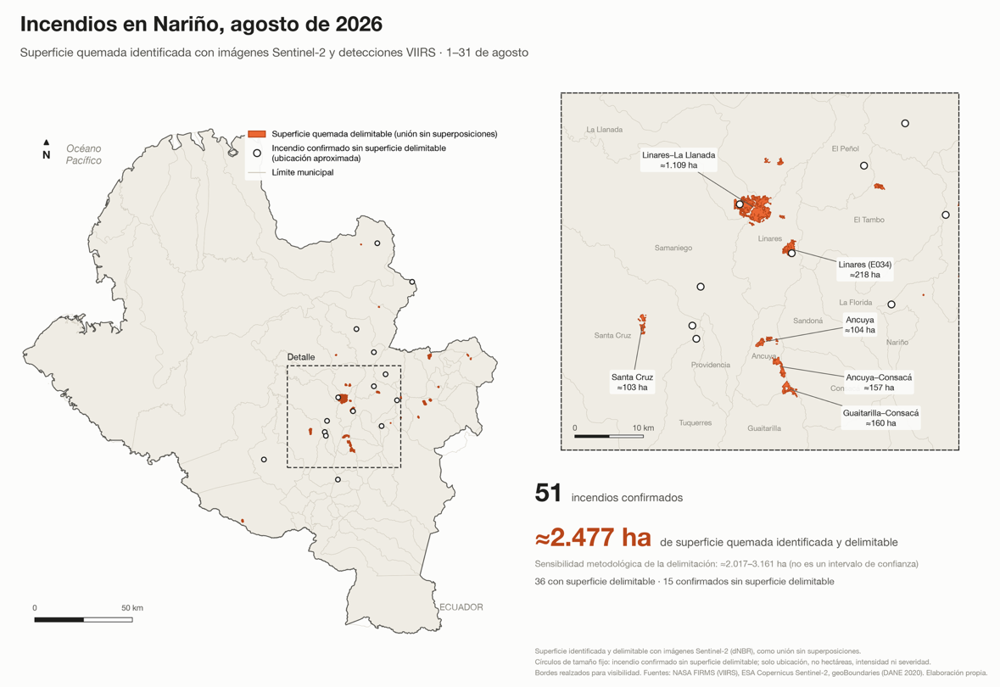 Incendios en Nariño, agosto de 2026
Superficie quemada identificada con imágenes Sentinel-2 y detecciones VIIRS · 1–31 de agosto
N
Océano
Pacífico
Superficie quemada delimitable (unión sin superposiciones)
Incendio confirmado sin superficie delimitable
(ubicación aproximada)
Límite municipal
Detalle
ECUADOR
0 50 km
La Llanada
El Peñol
Linares–La Llanada
≈1.109 ha
El Tambo
Linares
Samaniego
Linares (E034)
≈218 ha
La Florida
Ancuya
≈104 ha
Sandoná
Santa Cruz
Nariño
Ancuya
Providencia
Santa Cruz
≈103 ha
Ancuya–Consacá
≈157 ha
Con
Guaitarilla–Consacá
≈160 ha
Tuquerres
Guaitarilla
0 10 km
51 incendios confirmados
≈2.477 ha de superficie quemada identificada y delimitable
Sensibilidad metodológica de la delimitación: ≈2.017–3.161 ha (no es un intervalo de confianza)
36 con superficie delimitable · 15 confirmados sin superficie delimitable
Superficie identificada y delimitable con imágenes Sentinel-2 (dNBR), como unión sin superposiciones.
Círculos de tamaño fijo: incendio confirmado sin superficie delimitable; solo ubicación, no hectáreas, intensidad ni severidad.
Bordes realzados para visibilidad. Fuentes: NASA FIRMS (VIIRS), ESA Copernicus Sentinel-2, geoBoundaries (DANE 2020). Elaboración propia.